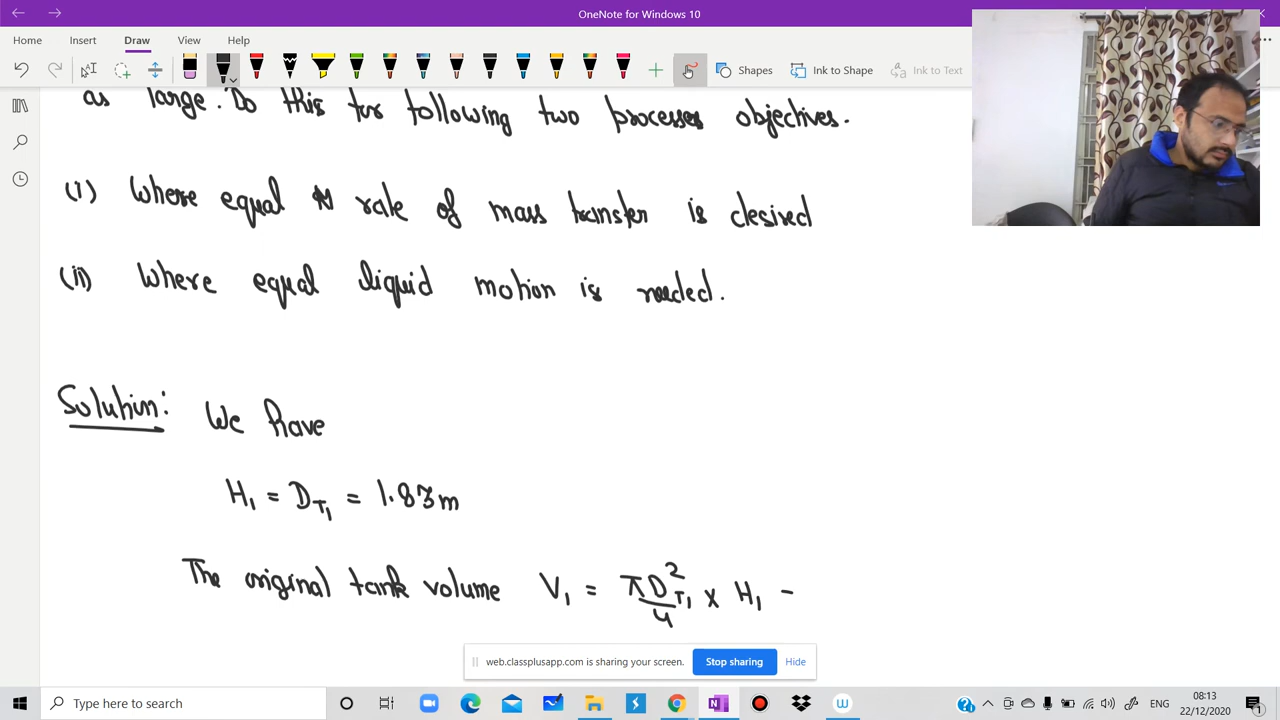 OneNote for Windows 10
Home Insert Draw View Help
Shapes Ink to Shape Ink to Text
as large. Do this for following two processes objectives.
(i) Where equal rate of mass transfer is desired
(ii) Where equal liquid motion is needed.
Solution: We have
H₁ = D_T₁ = 1.83m
The original tank volume V₁ = πD²_T₁/4 × H₁ =
web.classplusapp.com is sharing your screen. Stop sharing Hide
Type here to search
ENG
08:13
22/12/2020